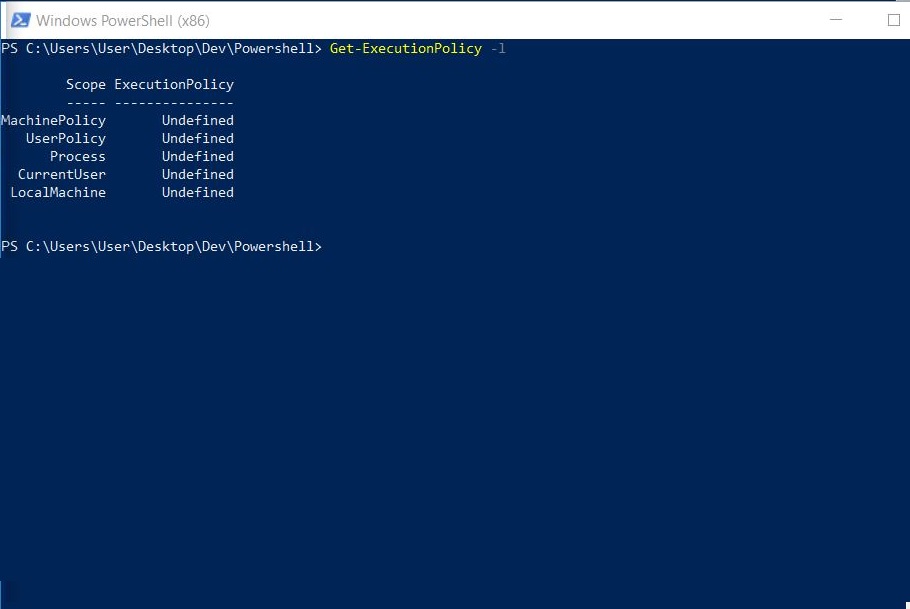 Windows PowerShell (x86)
PS C:\Users\User\Desktop\Dev\Powershell> Get-ExecutionPolicy -l
Scope ExecutionPolicy
----- ---------------
MachinePolicy Undefined
UserPolicy Undefined
Process Undefined
CurrentUser Undefined
LocalMachine Undefined
PS C:\Users\User\Desktop\Dev\Powershell>